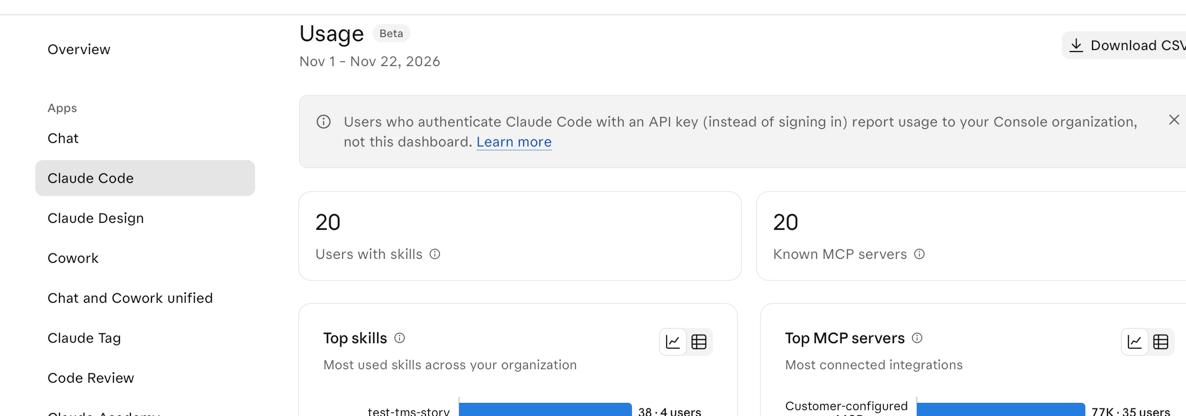 Overview
Apps
Chat
Claude Code
Claude Design
Cowork
Chat and Cowork unified
Claude Tag
Code Review
Usage Beta
Nov 1 – Nov 22, 2026
Download CSV
Users who authenticate Claude Code with an API key (instead of signing in) report usage to your Console organization,
not this dashboard. Learn more
20
Users with skills
20
Known MCP servers
Top skills
Most used skills across your organization
test-tms-story
38 · 4 users
Top MCP servers
Most connected integrations
Customer-configured
77K · 35 users